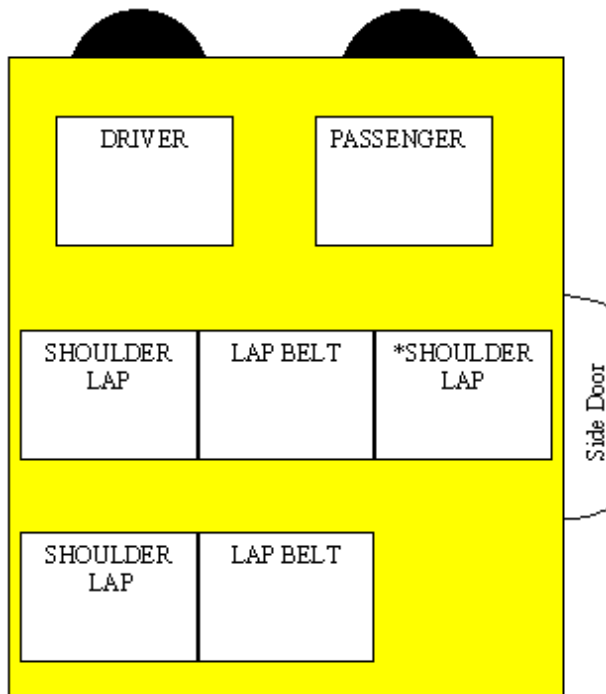 DRIVER
PASSENGER
SHOULDER
LAP
LAP BELT
*SHOULDER
LAP
Side Door
SHOULDER
LAP
LAP BELT